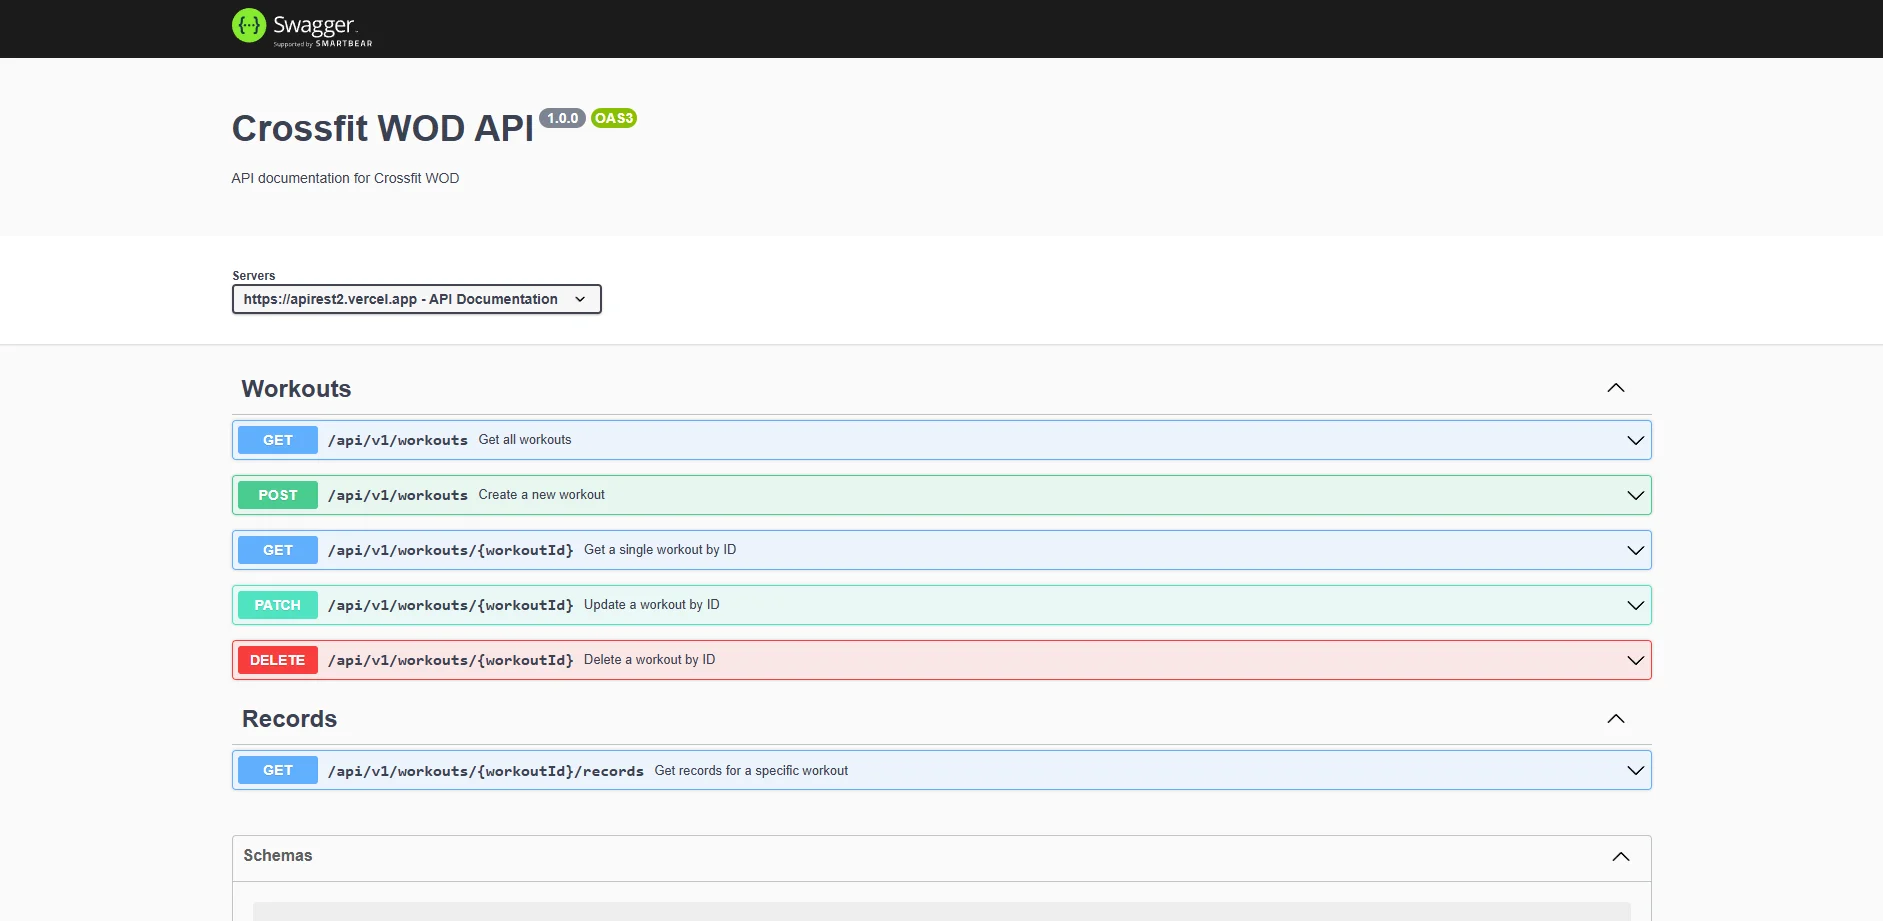 {···} Swagger
Supported by SMARTBEAR
Crossfit WOD API 1.0.0 OAS3
API documentation for Crossfit WOD
Servers
https://apirest2.vercel.app - API Documentation
Workouts
GET /api/v1/workouts Get all workouts
POST /api/v1/workouts Create a new workout
GET /api/v1/workouts/{workoutId} Get a single workout by ID
PATCH /api/v1/workouts/{workoutId} Update a workout by ID
DELETE /api/v1/workouts/{workoutId} Delete a workout by ID
Records
GET /api/v1/workouts/{workoutId}/records Get records for a specific workout
Schemas